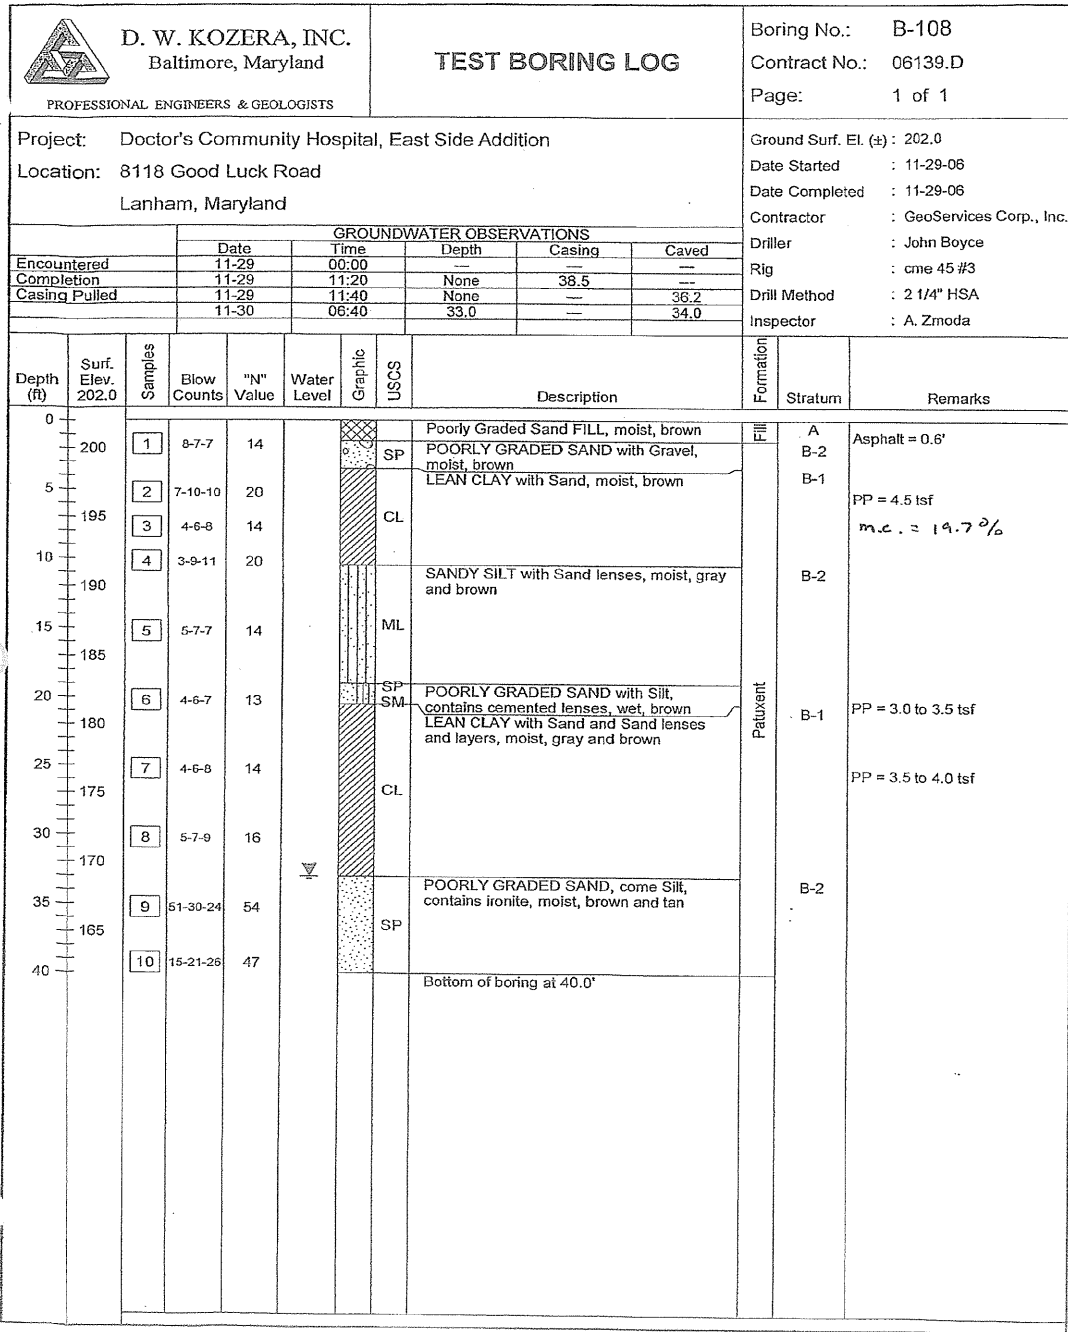 D. W. KOZERA, INC.
Baltimore, Maryland
PROFESSIONAL ENGINEERS & GEOLOGISTS
TEST BORING LOG
Boring No.: B-108
Contract No.: 06139.D
Page: 1 of 1
Project: Doctor's Community Hospital, East Side Addition
Location: 8118 Good Luck Road
Lanham, Maryland
Ground Surf. El. (±) : 202.0
Date Started : 11-29-06
Date Completed : 11-29-06
Contractor : GeoServices Corp., Inc.
Driller : John Boyce
Rig : cme 45 #3
Drill Method : 2 1/4" HSA
Inspector : A. Zmoda
GROUNDWATER OBSERVATIONS
Date Time Depth Casing Caved
Encountered 11-29 00:00 — — —
Completion 11-29 11:20 None 38.5 —
Casing Pulled 11-29 11:40 None — 36.2
11-30 06:40 33.0 — 34.0
Depth (ft) Surf. Elev. 202.0 Samples Blow Counts "N" Value Water Level Graphic USCS Description Formation Stratum Remarks
0 Poorly Graded Sand FILL, moist, brown Fill A
Asphalt = 0.6'
200 1 8-7-7 14 SP POORLY GRADED SAND with Gravel, B-2
moist, brown
LEAN CLAY with Sand, moist, brown B-1
5 2 7-10-10 20
PP = 4.5 tsf
195 3 4-6-8 14 CL
m.c. = 19.7%
10 4 3-9-11 20
SANDY SILT with Sand lenses, moist, gray B-2
190 and brown
15 5 5-7-7 14 ML
185
SP
20 6 4-6-7 13 SM POORLY GRADED SAND with Silt,
contains cemented lenses, wet, brown Patuxent PP = 3.0 to 3.5 tsf
180 LEAN CLAY with Sand and Sand lenses B-1
and layers, moist, gray and brown
25 7 4-6-8 14
PP = 3.5 to 4.0 tsf
175 CL
30 8 5-7-9 16
170
POORLY GRADED SAND, come Silt, B-2
35 9 51-30-24 54 contains ironite, moist, brown and tan
165 SP
10 15-21-26 47
40
Bottom of boring at 40.0'